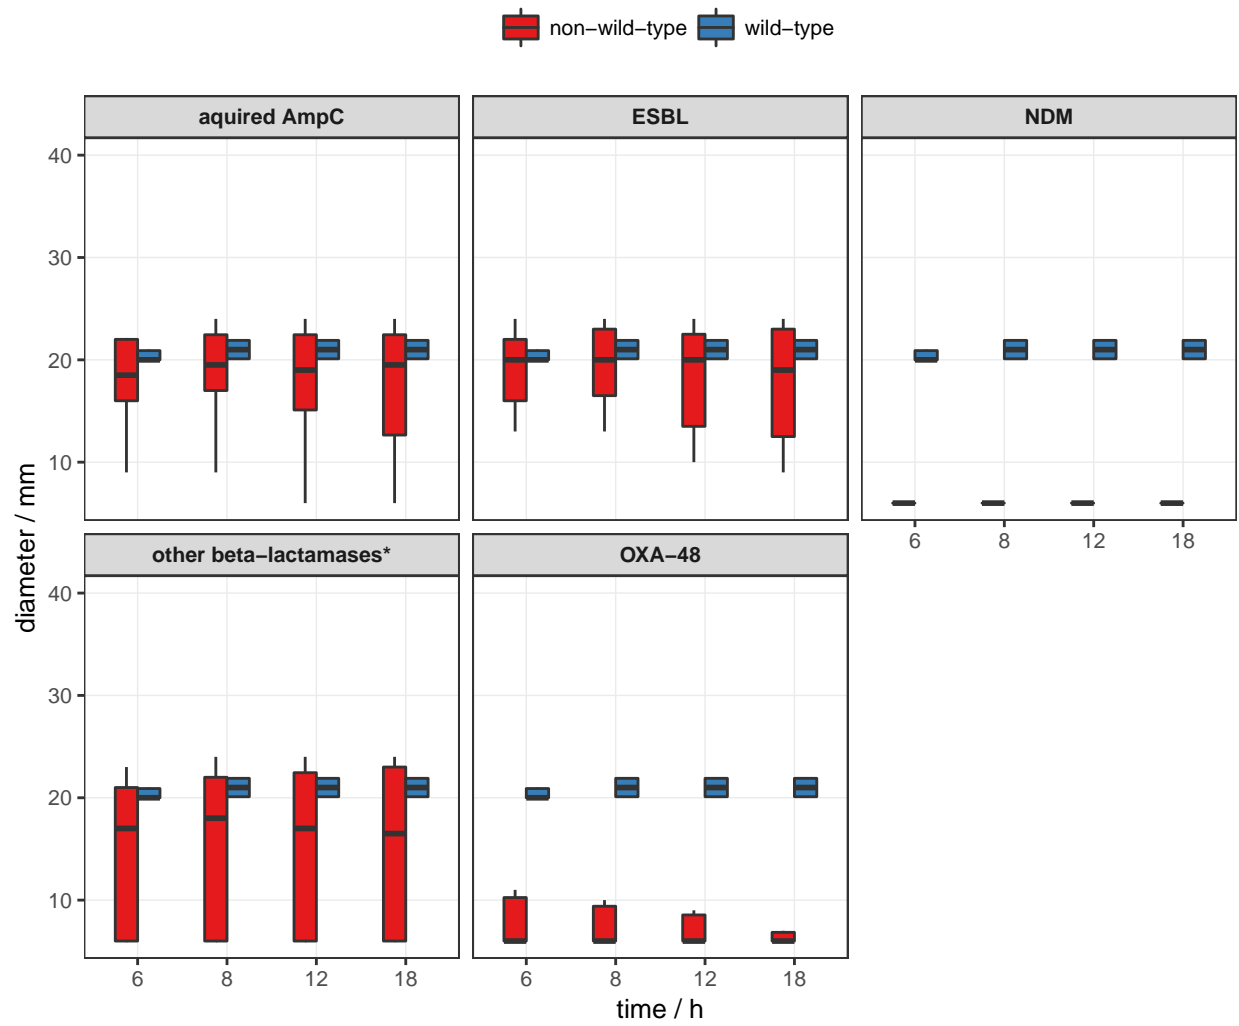 non−wild−type wild−type
aquired AmpC ESBL NDM
40
30
20
10
6 8 12 18
diameter / mm
other beta−lactamases* OXA−48
40
30
20
10
6 8 12 18 6 8 12 18
time / h